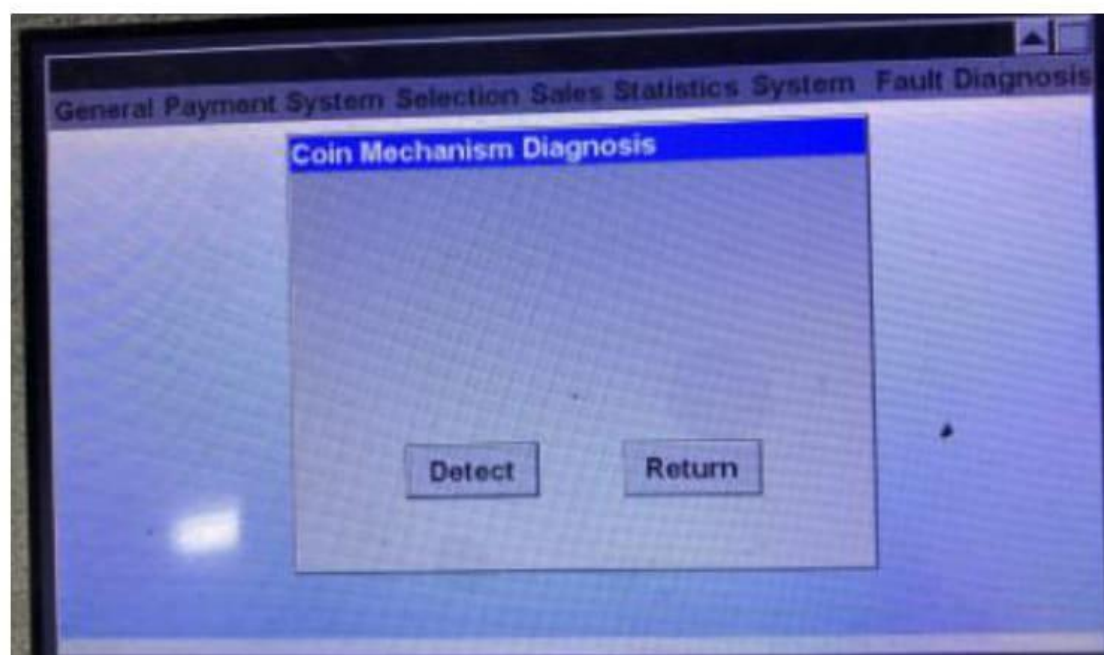 General Payment System Selection Sales Statistics System Fault Diagnosis
Coin Mechanism Diagnosis
Detect Return